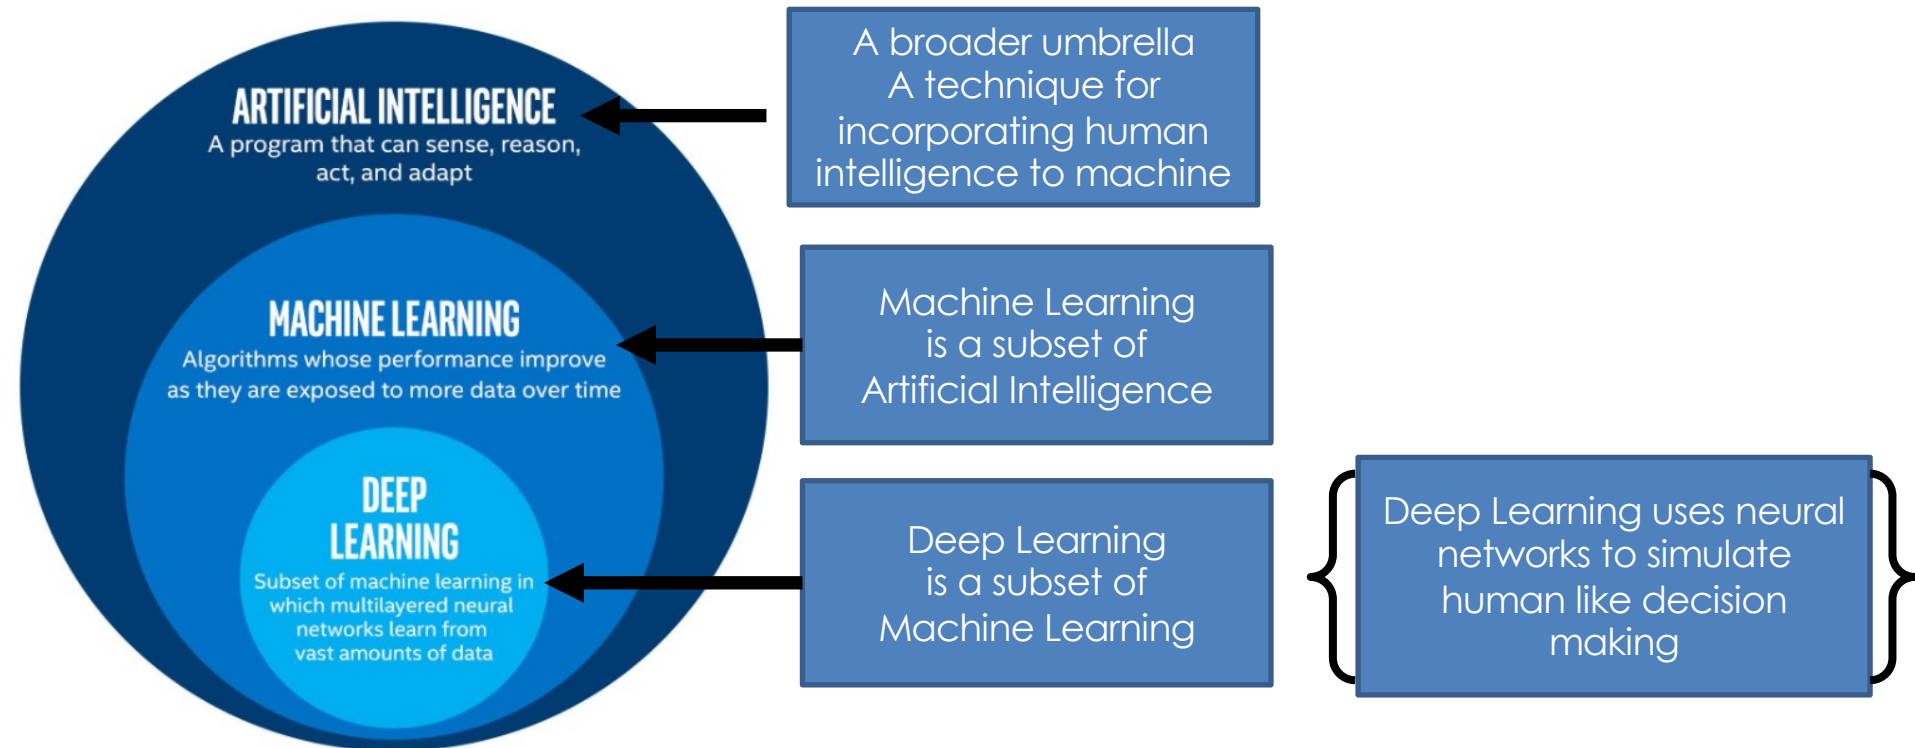 ARTIFICIAL INTELLIGENCE
A program that can sense, reason,
act, and adapt
A broader umbrella
A technique for
incorporating human
intelligence to machine
MACHINE LEARNING
Algorithms whose performance improve
as they are exposed to more data over time
Machine Learning
is a subset of
Artificial Intelligence
DEEP
LEARNING
Subset of machine learning in
which multilayered neural
networks learn from
vast amounts of data
Deep Learning
is a subset of
Machine Learning
Deep Learning uses neural
networks to simulate
human like decision
making